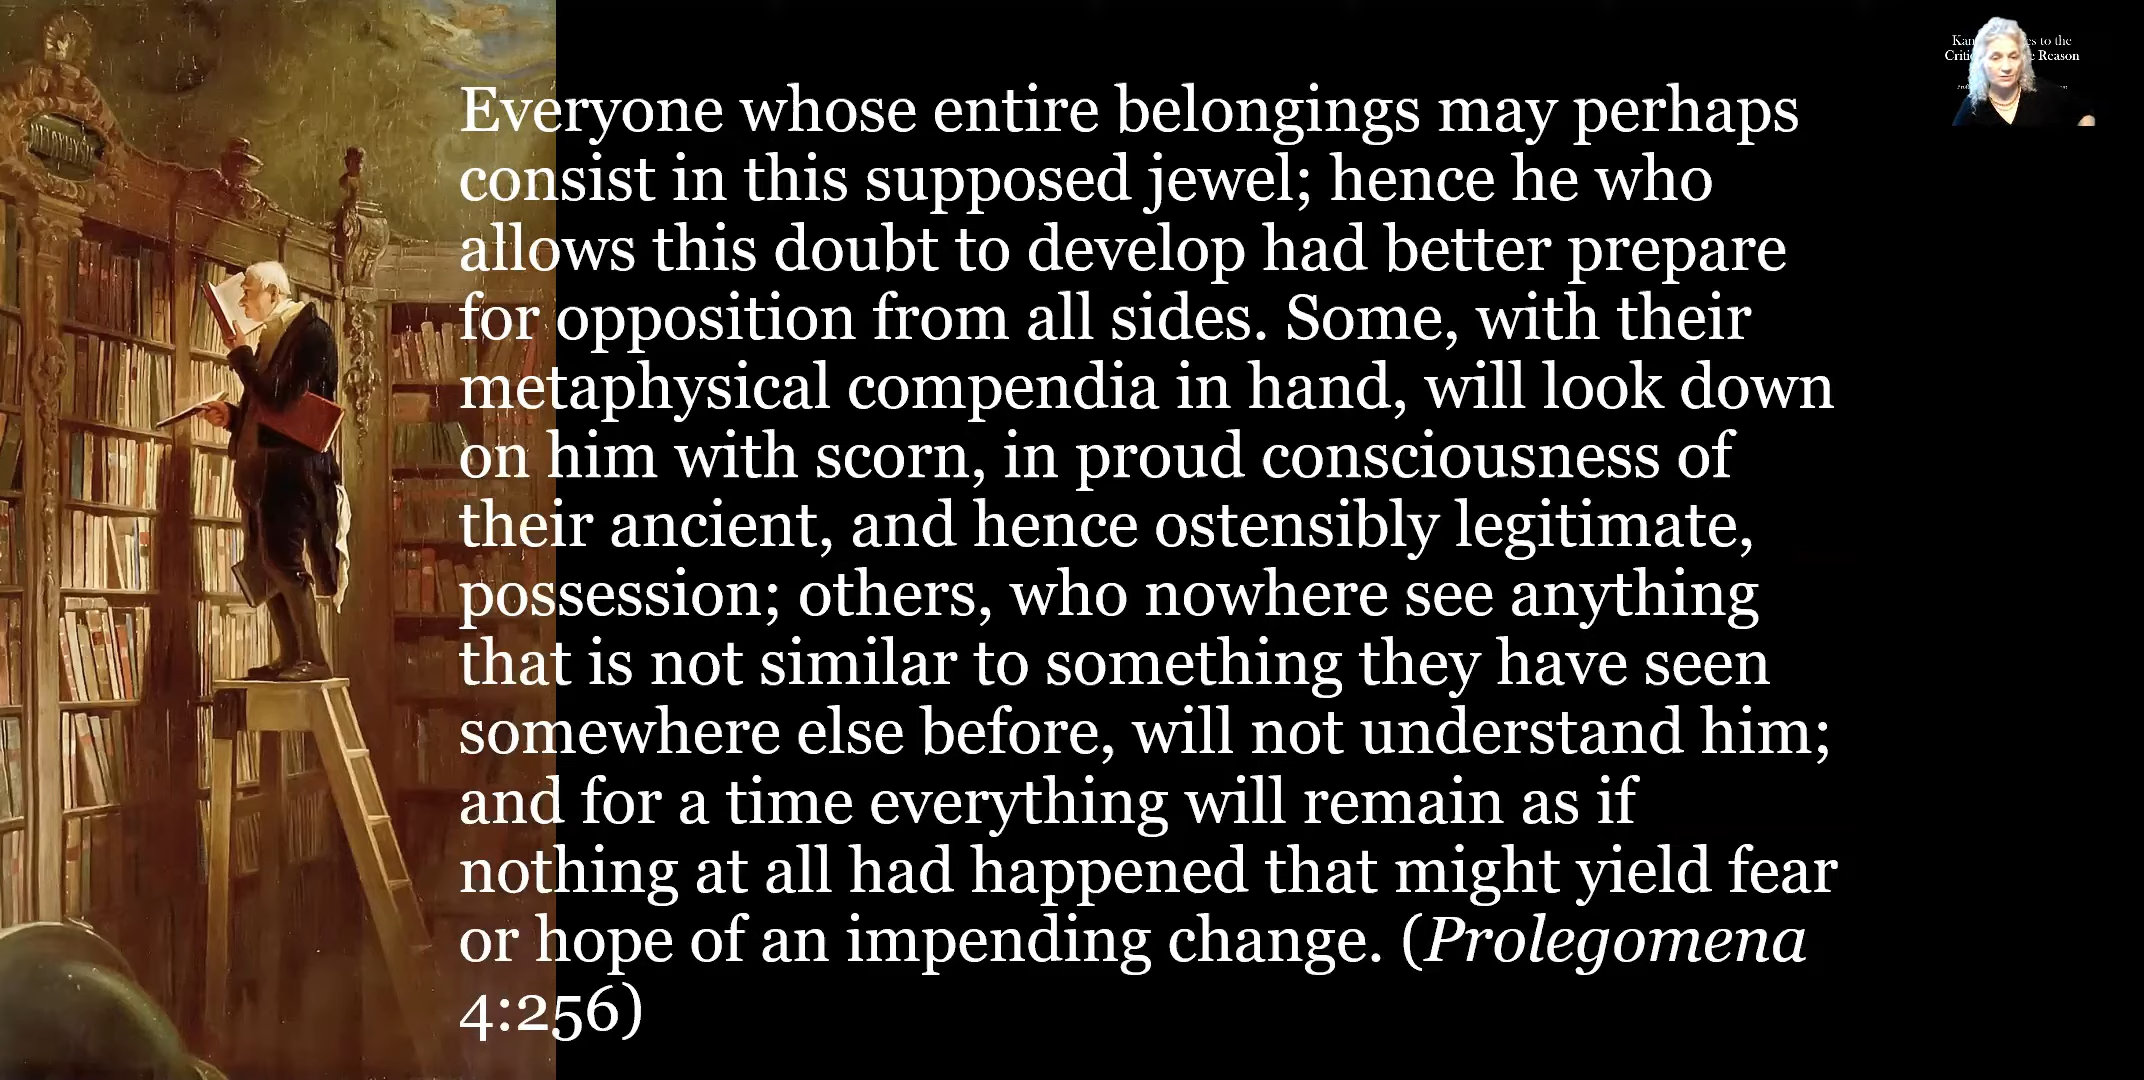 Everyone whose entire belongings may perhaps
consist in this supposed jewel; hence he who
allows this doubt to develop had better prepare
for opposition from all sides. Some, with their
metaphysical compendia in hand, will look down
on him with scorn, in proud consciousness of
their ancient, and hence ostensibly legitimate,
possession; others, who nowhere see anything
that is not similar to something they have seen
somewhere else before, will not understand him;
and for a time everything will remain as if
nothing at all had happened that might yield fear
or hope of an impending change. (Prolegomena
4:256)
to the
Reason